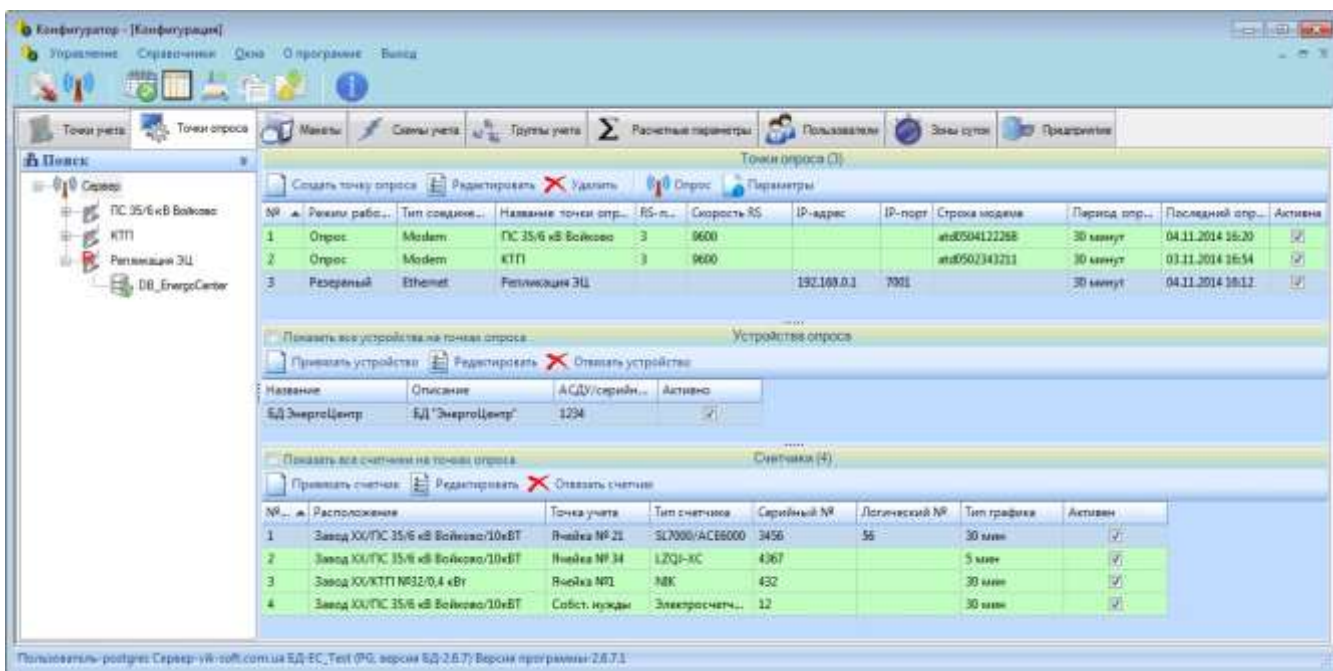 Конфигуратор - [Конфигурация]
Управление Справочники Окна О программе Выход
Точки учета Точки опроса Макеты Схемы учета Группы учета Расчетные параметры Пользователи Зоны суток Предприятие
Поиск
Сервер
ПС 35/6 кВ Войково
КТП
Репликация ЭЦ
DB_EnergoCenter
Точки опроса (3)
Создать точку опроса Редактировать Удалить Опрос Параметры
№ Режим рабо... Тип соедине... Название точки опр... RS-п... Скорость RS IP-адрес IP-порт Строка модема Период опр... Последний опр... Активна
1 Опрос Modem ПС 35/6 кВ Войково 3 9600 atd0504122268 30 минут 04.11.2014 16:20
2 Опрос Modem КТП 3 9600 atd0502343211 30 минут 03.11.2014 16:54
3 Резервный Ethernet Репликация ЭЦ 192.168.0.1 7001 30 минут 04.11.2014 16:12
Показать все устройства на точках опроса Устройства опроса
Привязать устройство Редактировать Отвязать устройство
Название Описание АСДУ/серийн... Активно
БД ЭнергоЦентр БД "ЭнергоЦентр" 1234
Показать все счетчики на точках опроса Счетчики (4)
Привязать счетчик Редактировать Отвязать счетчик
№... Расположение Точка учета Тип счетчика Серийный № Логический № Тип графика Активен
1 Завод XX/ПС 35/6 кВ Войково/10кВТ Ячейка № 21 SL7000/ACE6000 3456 56 30 мин
2 Завод XX/ПС 35/6 кВ Войково/10кВТ Ячейка № 34 LZQJ-XC 4367 5 мин
3 Завод XX/КТП №32/0,4 кВт Ячейка №1 NIK 432 30 мин
4 Завод XX/ПС 35/6 кВ Войково/10кВТ Собст. нужды Электросчетч... 12 30 мин
Пользователь-postgres Сервер-vik-soft.com.ua БД-EC_Test (PG, версия БД-2.6.7) Версия программы-2.6.7.1